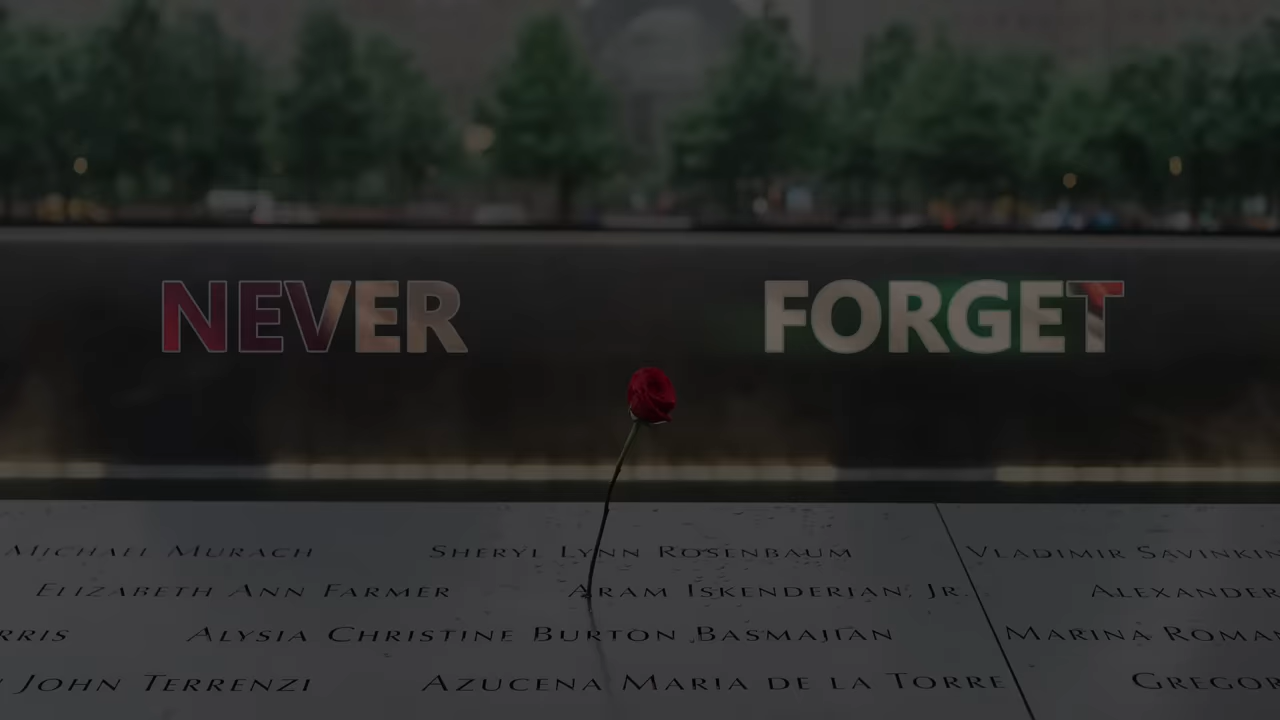 NEVER FORGET
MICHAEL MURACH SHERYL LYNN ROSENBAUM VLADIMIR SAVINKIN
ELIZABETH ANN FARMER ARAM ISKENDERIAN, JR. ALEXANDER
RRIS ALYSIA CHRISTINE BURTON BASMAJIAN MARINA ROMAN
JOHN TERRENZI AZUCENA MARIA DE LA TORRE GREGOR